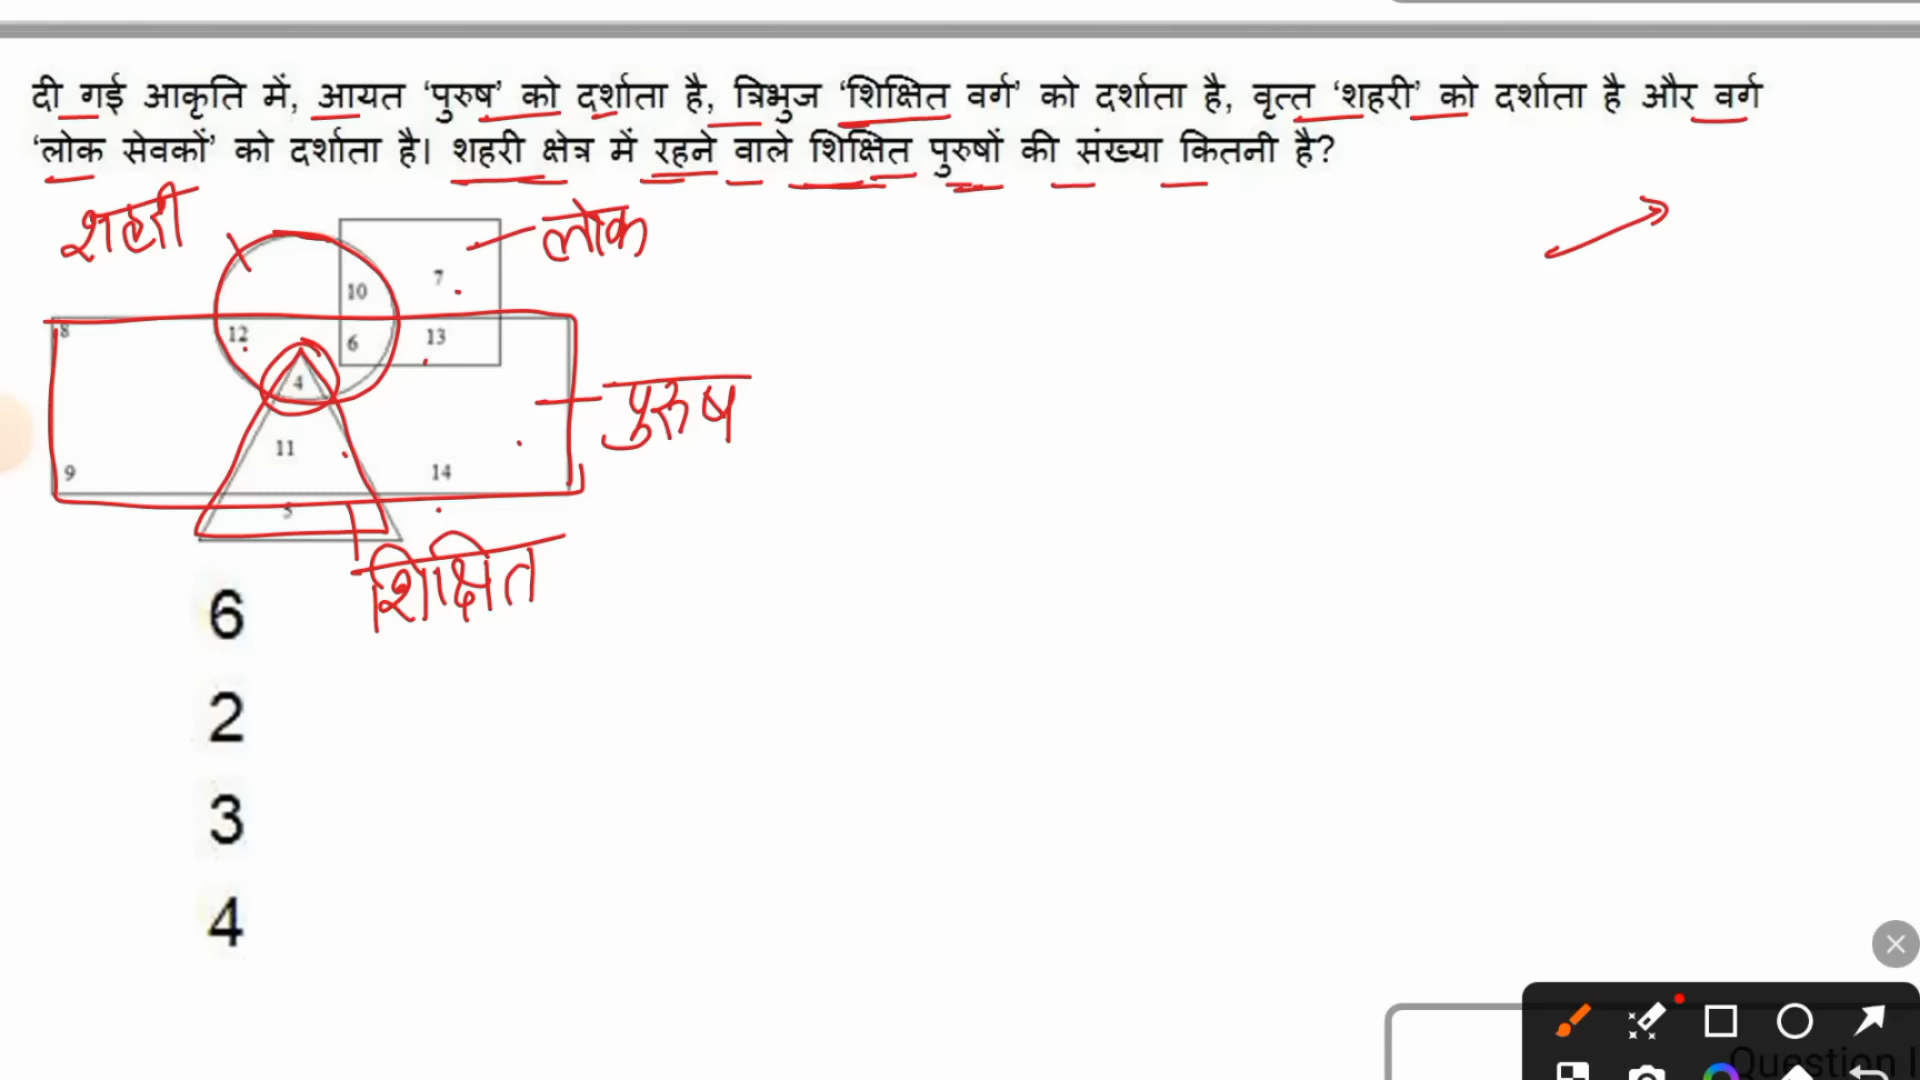 दी गई आकृति में, आयत ‘पुरुष’ को दर्शाता है, त्रिभुज ‘शिक्षित वर्ग’ को दर्शाता है, वृत्त ‘शहरी’ को दर्शाता है और वर्ग
‘लोक सेवकों’ को दर्शाता है। शहरी क्षेत्र में रहने वाले शिक्षित पुरुषों की संख्या कितनी है?
शहरी
लोक
10 7
8 12 6 13
4
पुरुष
11
9 14
5
शिक्षित
6
2
3
4
Question I